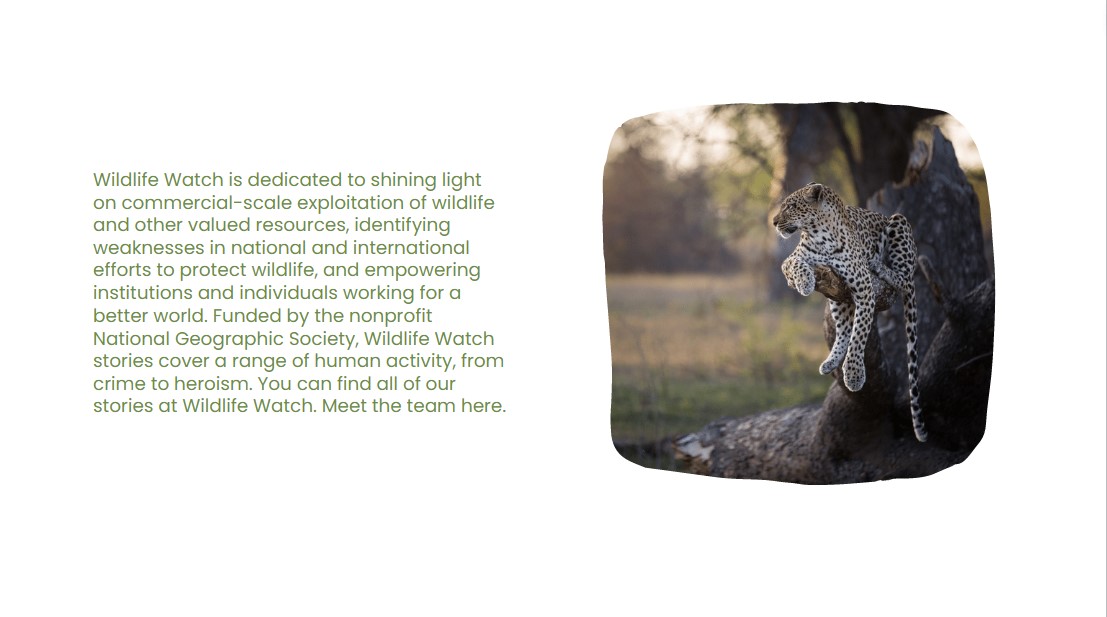 Wildlife Watch is dedicated to shining light
on commercial-scale exploitation of wildlife
and other valued resources, identifying
weaknesses in national and international
efforts to protect wildlife, and empowering
institutions and individuals working for a
better world. Funded by the nonprofit
National Geographic Society, Wildlife Watch
stories cover a range of human activity, from
crime to heroism. You can find all of our
stories at Wildlife Watch. Meet the team here.